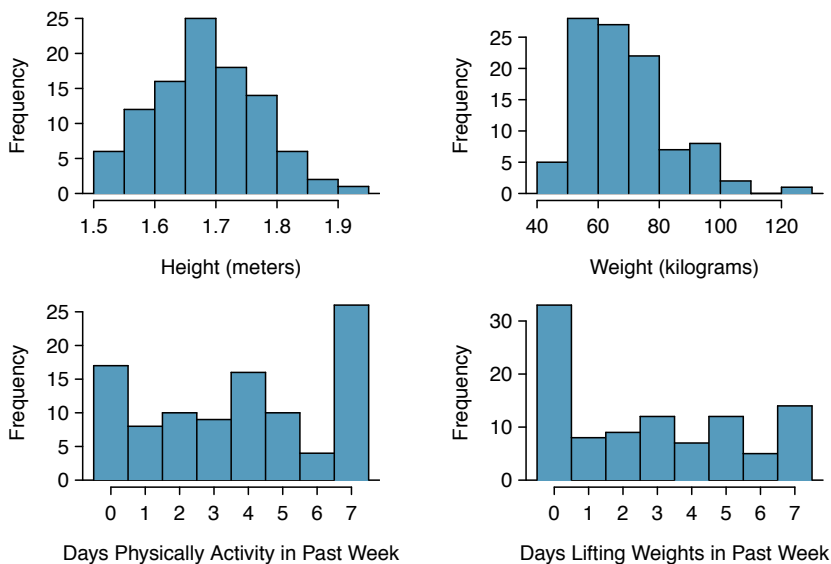 25
20
15
10
5
0
Frequency
1.5 1.6 1.7 1.8 1.9
Height (meters)
25
20
15
10
5
0
Frequency
40 60 80 100 120
Weight (kilograms)
25
20
15
10
5
0
Frequency
0 1 2 3 4 5 6 7
Days Physically Activity in Past Week
30
20
10
0
Frequency
0 1 2 3 4 5 6 7
Days Lifting Weights in Past Week